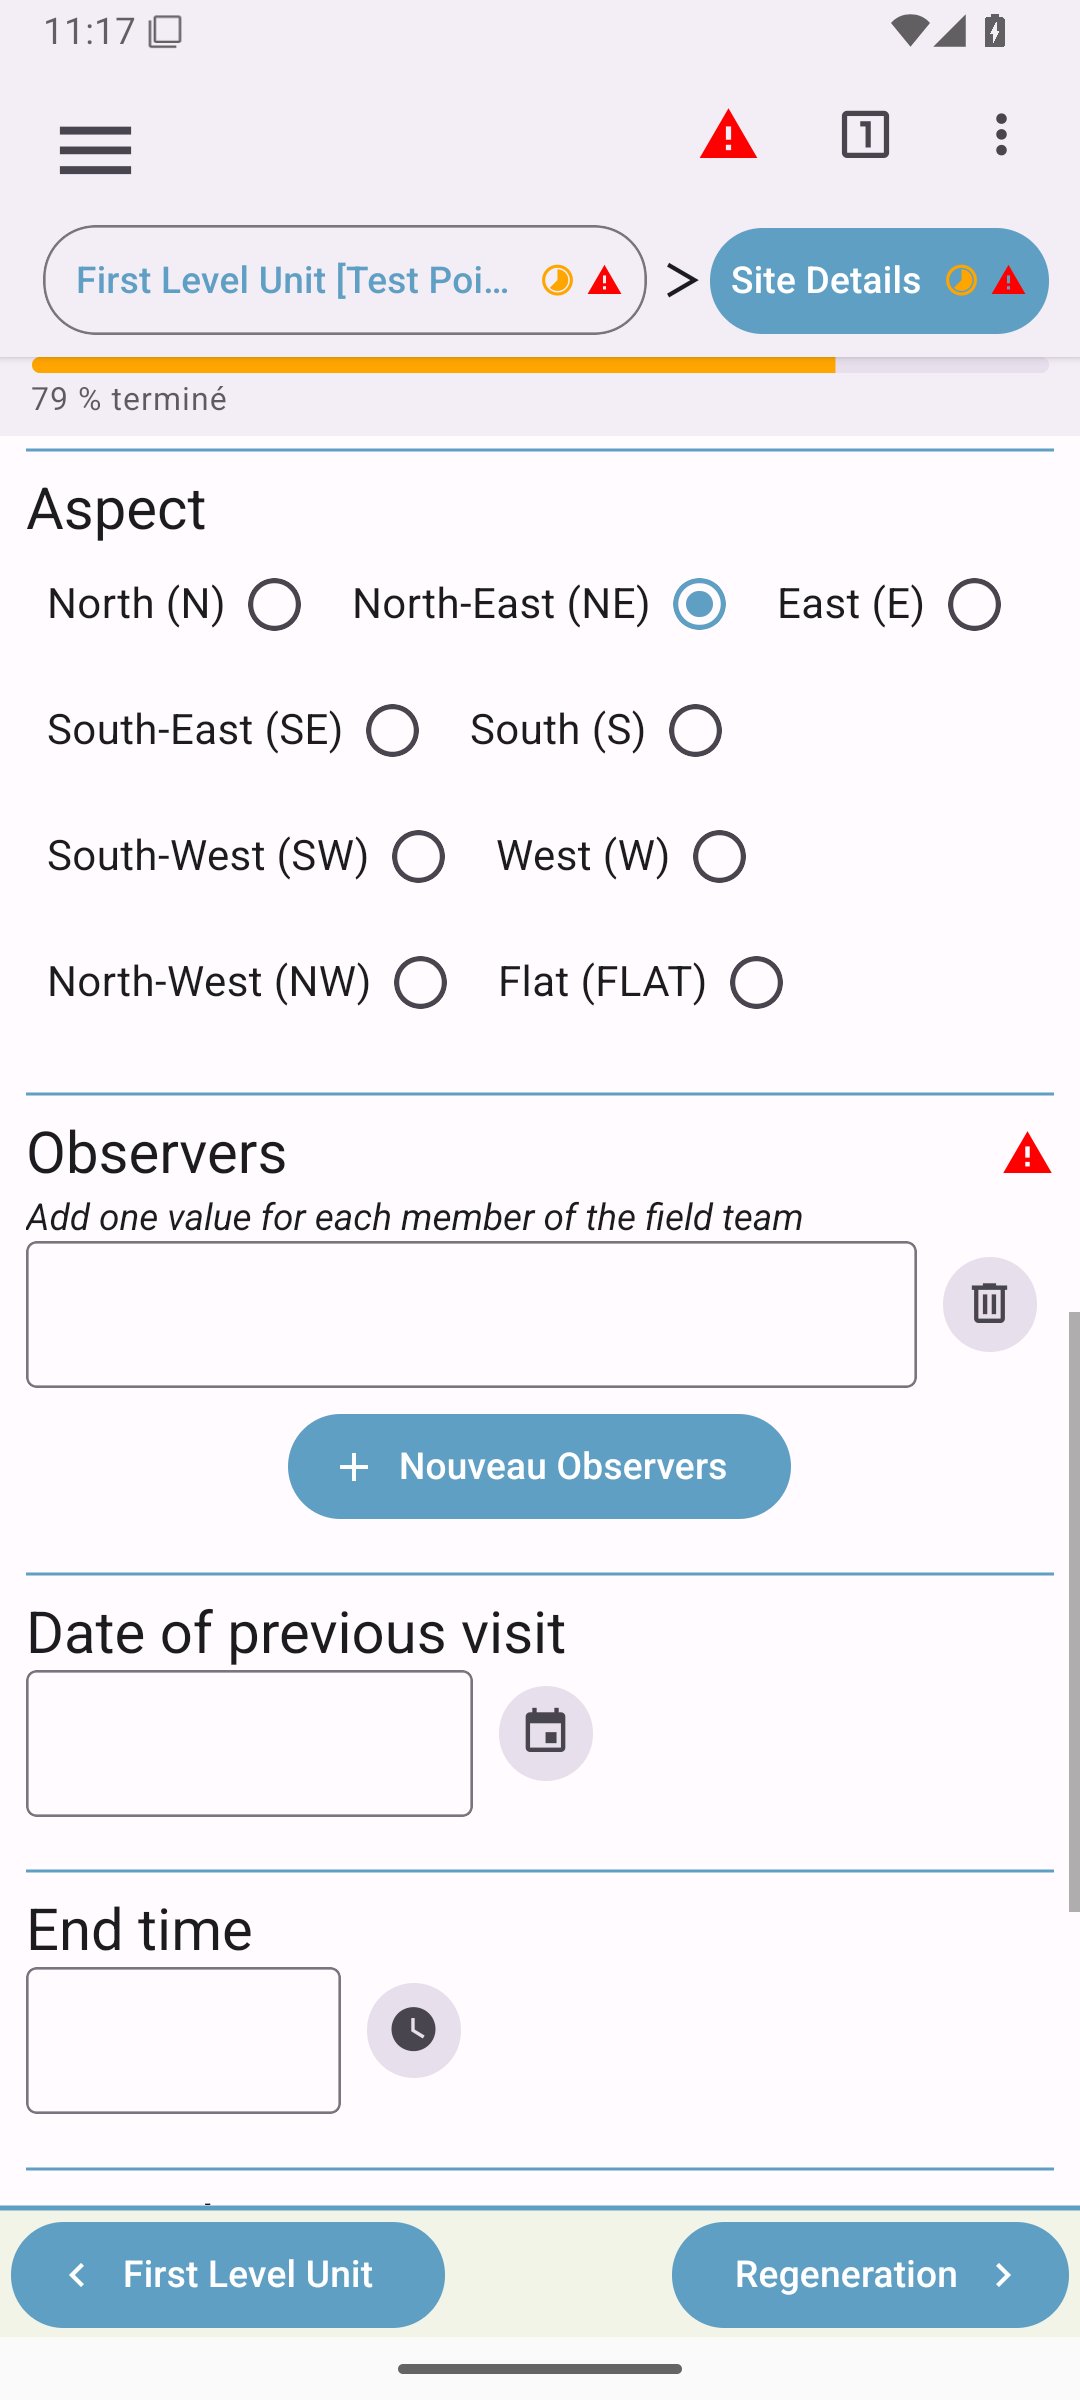 11:17
1
First Level Unit [Test Poi... > Site Details
79 % terminé
Aspect
North (N) North-East (NE) East (E)
South-East (SE) South (S)
South-West (SW) West (W)
North-West (NW) Flat (FLAT)
Observers
Add one value for each member of the field team
+ Nouveau Observers
Date of previous visit
End time
First Level Unit Regeneration